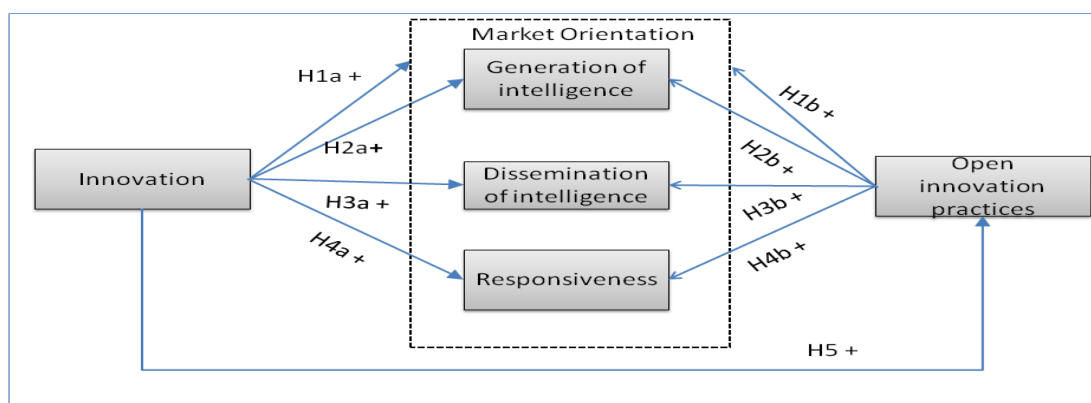 Market Orientation
Generation of
intelligence
H1a +
H1b +
H2a+
H2b +
Innovation
Dissemination
of intelligence
Open
innovation
practices
H3a +
H3b +
H4a +
H4b +
Responsiveness
H5 +